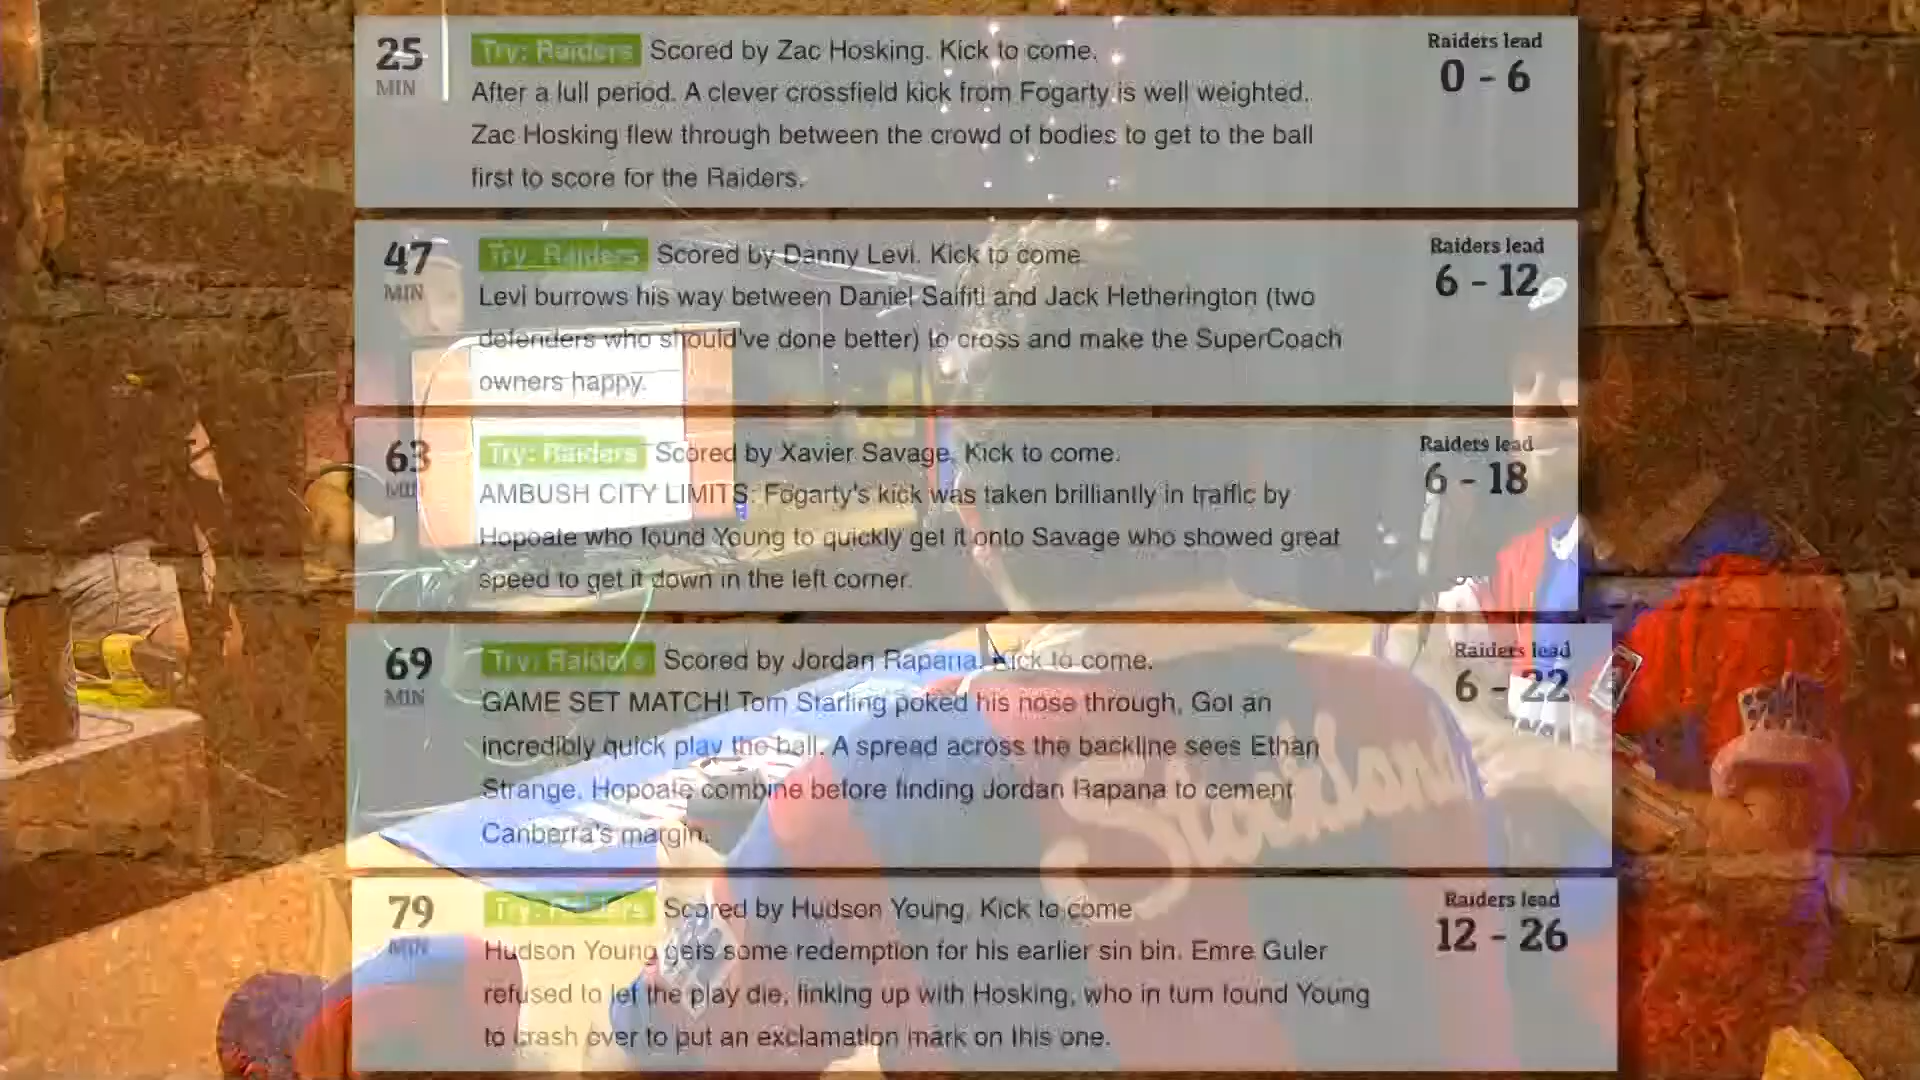 25
MIN
Try: Raiders Scored by Zac Hosking. Kick to come.
After a lull period. A clever crossfield kick from Fogarty is well weighted.
Zac Hosking flew through between the crowd of bodies to get to the ball
first to score for the Raiders.
Raiders lead
0 - 6
47
MIN
Try: Raiders Scored by Danny Levi. Kick to come
Levi burrows his way between Daniel Saifiti and Jack Hetherington (two
defenders who should've done better) to cross and make the SuperCoach
owners happy.
Raiders lead
6 - 12
63
MIN
Try: Raiders Scored by Xavier Savage. Kick to come.
AMBUSH CITY LIMITS: Fogarty's kick was taken brilliantly in traffic by
Hopoate who found Young to quickly get it onto Savage who showed great
speed to get it down in the left corner.
Raiders lead
6 - 18
69
MIN
Try: Raiders Scored by Jordan Rapana. Kick to come.
GAME SET MATCH! Tom Starling poked his nose through. Got an
incredibly quick play the ball. A spread across the backline sees Ethan
Strange, Hopoate combine before finding Jordan Rapana to cement
Canberra's margin.
Raiders lead
6 - 22
79
MIN
Try: Raiders Scored by Hudson Young. Kick to come
Hudson Young gets some redemption for his earlier sin bin. Emre Guler
refused to let the play die, linking up with Hosking, who in turn found Young
to crash over to put an exclamation mark on this one.
Raiders lead
12 - 26
Stockland